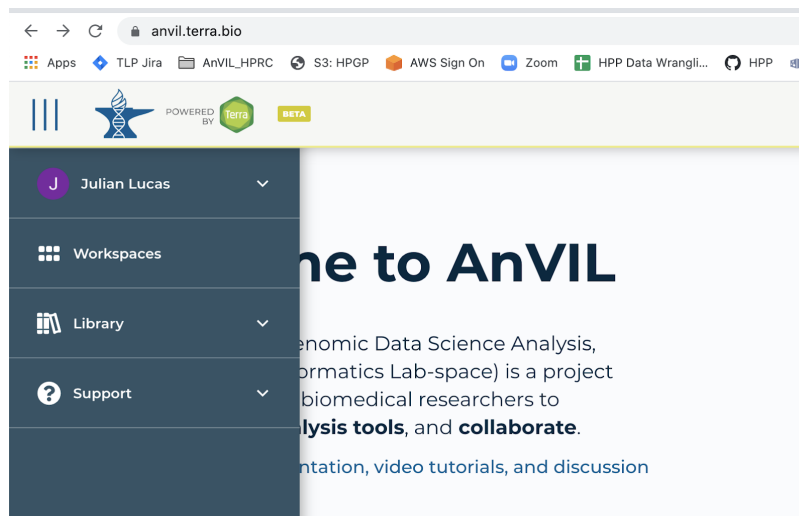 anvil.terra.bio
Apps TLP Jira AnVIL_HPRC S3: HPGP AWS Sign On Zoom HPP Data Wrangli... HPP
POWERED BY Terra BETA
J Julian Lucas
Workspaces
Library
Support
ne to AnVIL
enomic Data Science Analysis,
ormatics Lab-space) is a project
biomedical researchers to
lysis tools, and collaborate.
ntation, video tutorials, and discussion